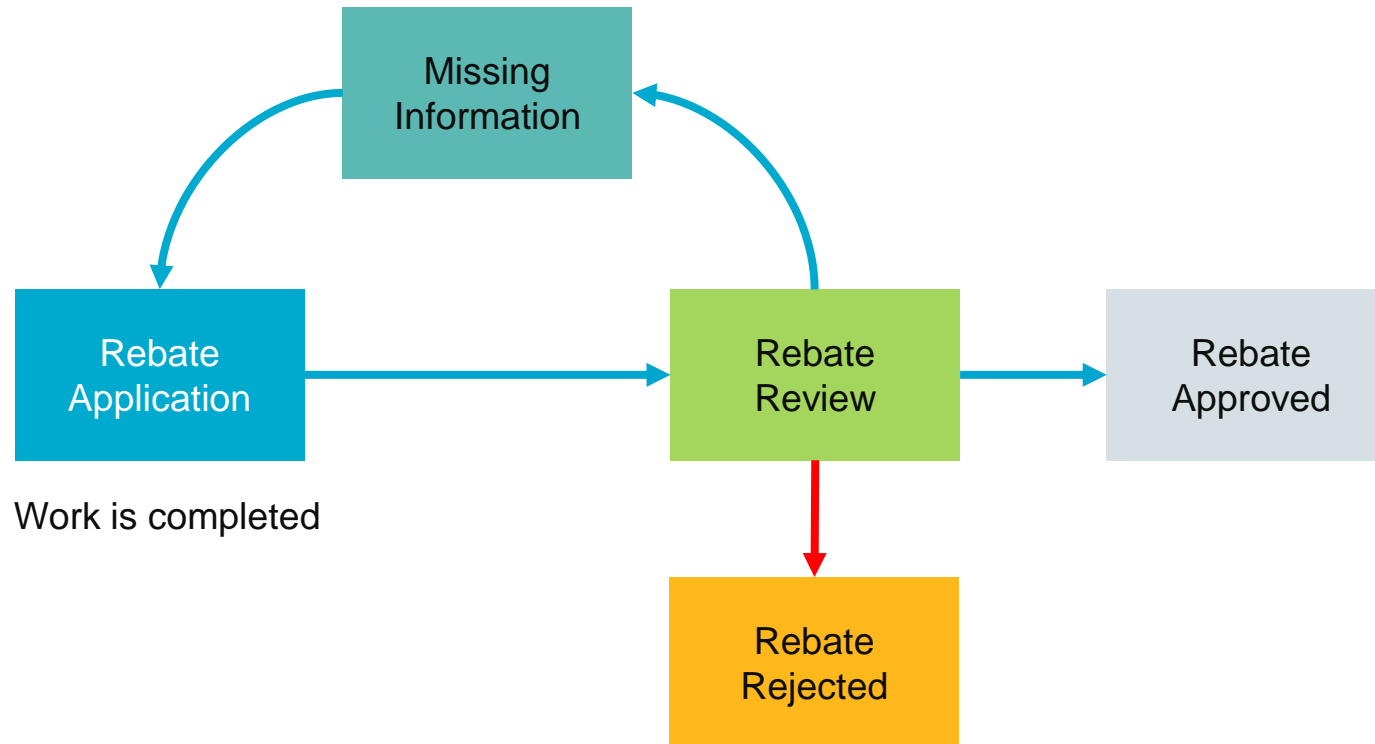 Missing
Information
Rebate
Application
Rebate
Review
Rebate
Approved
Work is completed
Rebate
Rejected